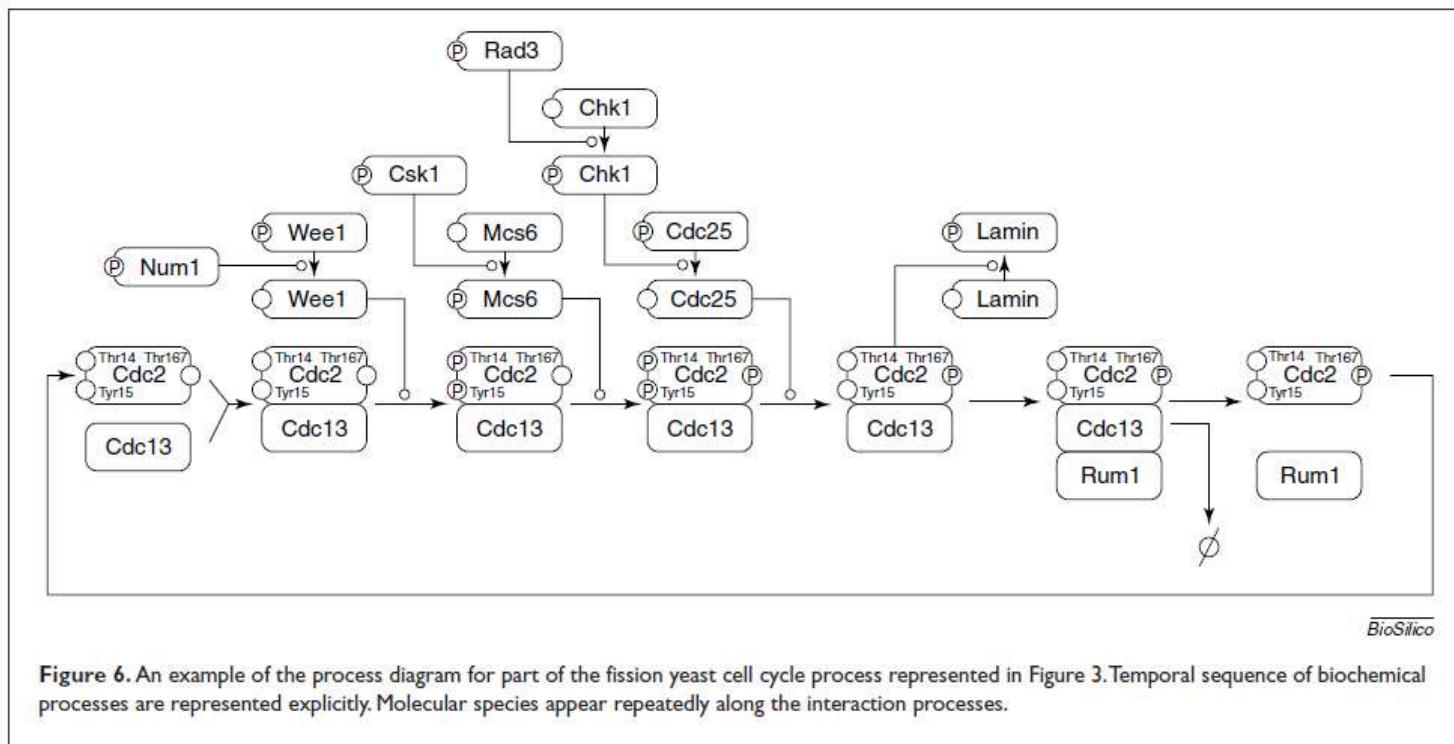 P Rad3
Chk1
P Csk1
P Chk1
P Wee1
Mcs6
P Cdc25
P Lamin
P Num1
Wee1
P Mcs6
Cdc25
Lamin
Thr14 Thr167
Cdc2
Tyr15
Cdc13
Thr14 Thr167
Cdc2
Tyr15
Cdc13
P Thr14 Thr167
Cdc2
P Tyr15
Cdc13
P Thr14 Thr167
Cdc2 P
P Tyr15
Cdc13
Thr14 Thr167
Cdc2 P
Tyr15
Cdc13
Thr14 Thr167
Cdc2 P
Tyr15
Cdc13
Rum1
Thr14 Thr167
Cdc2 P
Tyr15
Rum1
BioSilico
Figure 6. An example of the process diagram for part of the fission yeast cell cycle process represented in Figure 3. Temporal sequence of biochemical
processes are represented explicitly. Molecular species appear repeatedly along the interaction processes.